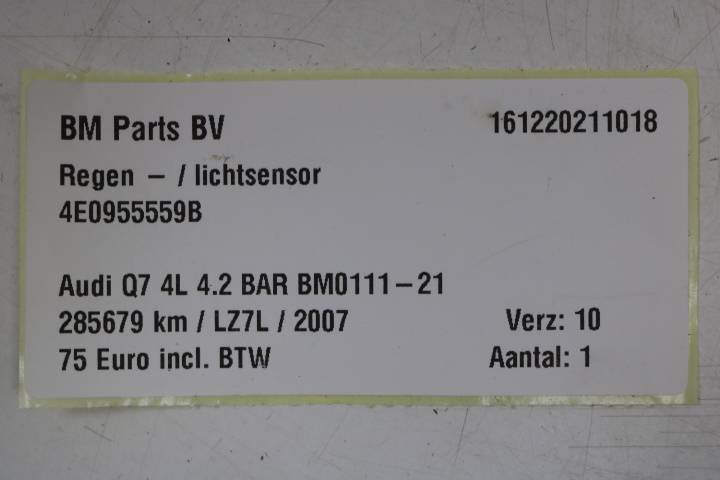 BM Parts BV 161220211018
Regen – / lichtsensor
4E0955559B
Audi Q7 4L 4.2 BAR BM0111–21
285679 km / LZ7L / 2007 Verz: 10
75 Euro incl. BTW Aantal: 1